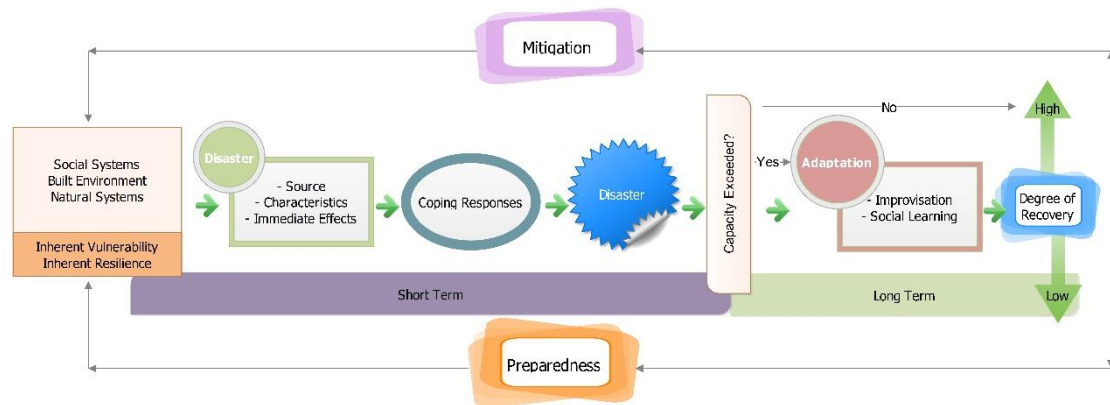 Mitigation
Social Systems
Built Environment
Natural Systems
Inherent Vulnerability
Inherent Resilience
Disaster
- Source
- Characteristics
- Immediate Effects
Coping Responses
Disaster
Capacity Exceeded?
No
Yes
Adaptation
- Improvisation
- Social Learning
High
Degree of
Recovery
Low
Short Term
Long Term
Preparedness